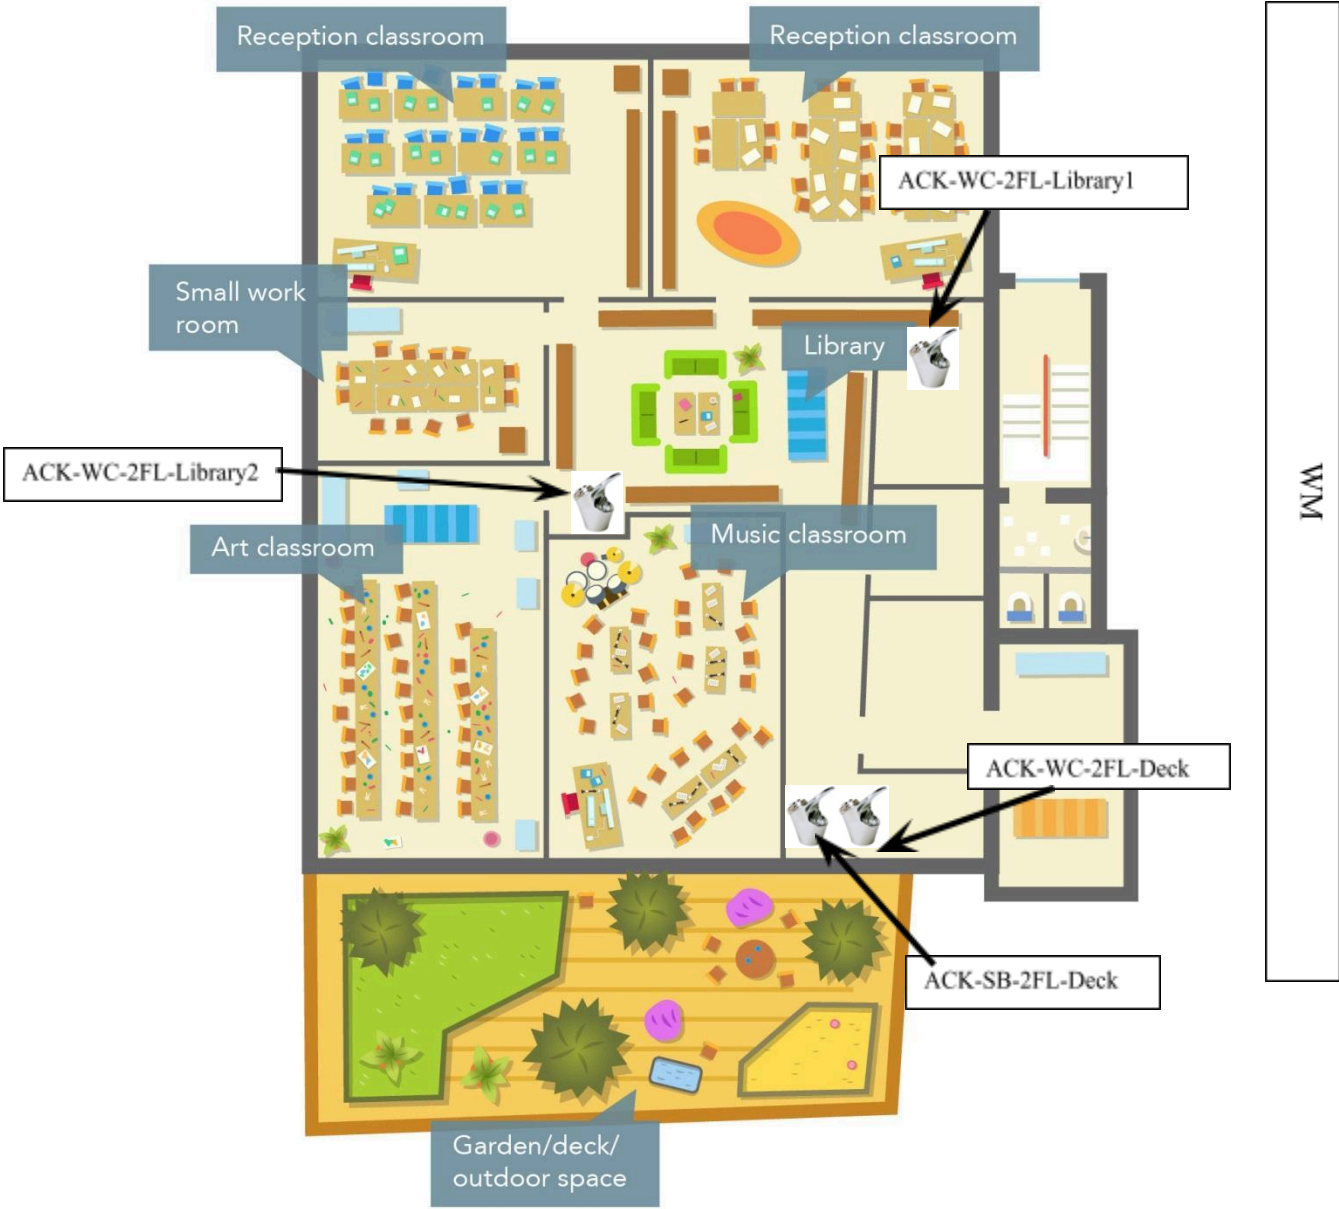 Reception classroom
Reception classroom
ACK-WC-2FL-Library1
Small work
room
Library
ACK-WC-2FL-Library2
WM
Art classroom
Music classroom
ACK-WC-2FL-Deck
ACK-SB-2FL-Deck
Garden/deck/
outdoor space